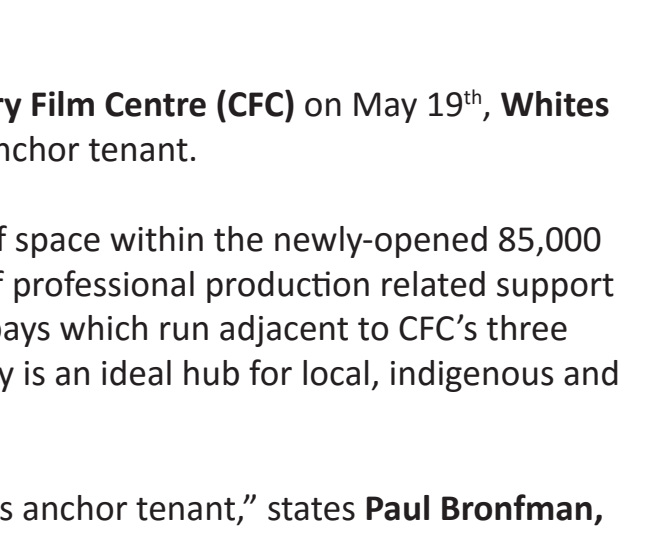 ry Film Centre (CFC) on May 19th, Whites
nchor tenant.
f space within the newly-opened 85,000
f professional production related support
bays which run adjacent to CFC’s three
y is an ideal hub for local, indigenous and
s anchor tenant,” states Paul Bronfman,